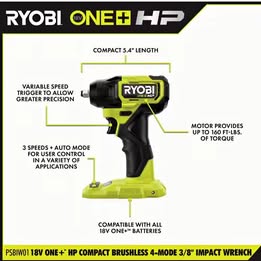 RYOBI ONE+ HP
COMPACT 5.4" LENGTH
VARIABLE SPEED
TRIGGER TO ALLOW
GREATER CONTROL
RYOBI
3 SPEEDS + AUTO MODE
FOR USER CONTROL
IN A VARIETY OF
APPLICATIONS
MOTOR PROVIDES
UP TO 160 FT-LBS.
OF TORQUE
COMPATIBLE WITH ALL
18V ONE+™ BATTERIES
PSBIW01 18V ONE+™ HP COMPACT BRUSHLESS 4-MODE 3/8" IMPACT WRENCH